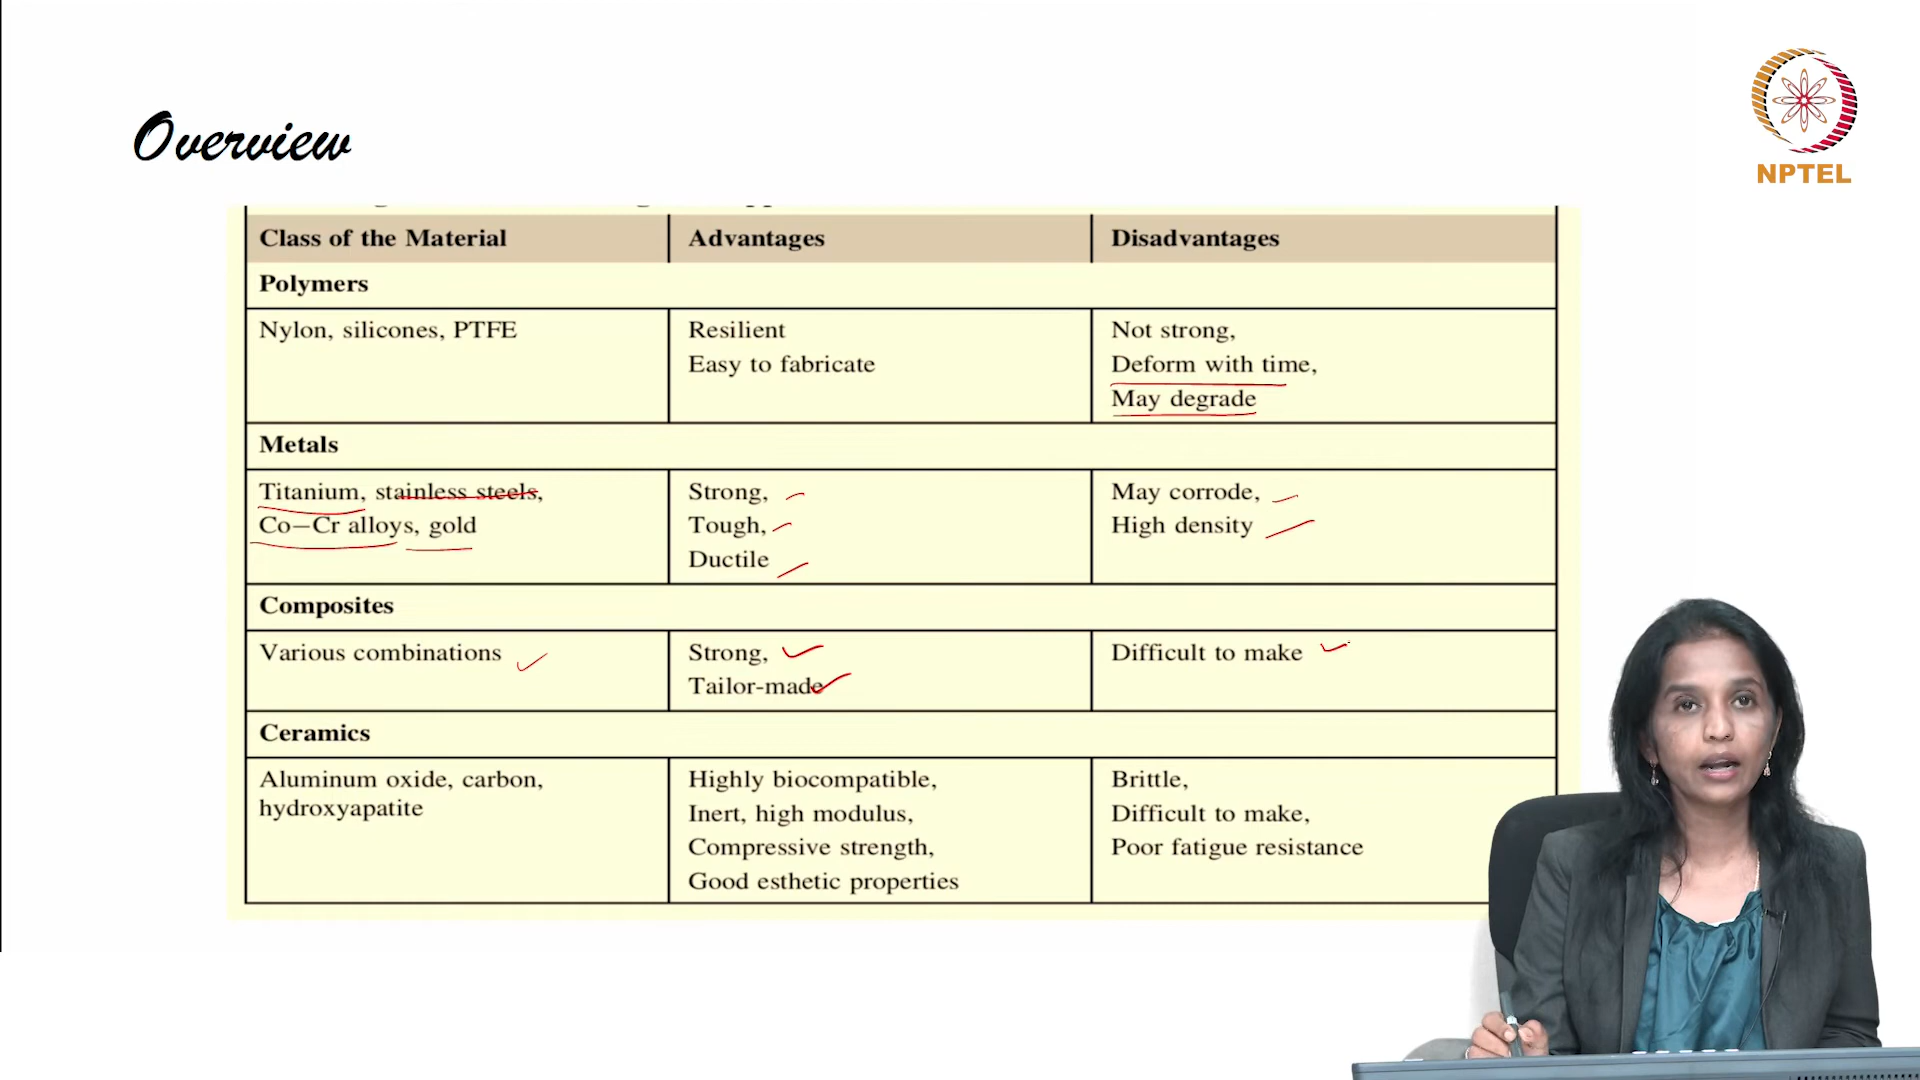 Overview
NPTEL
Class of the Material Advantages Disadvantages
Polymers
Nylon, silicones, PTFE Resilient Not strong,
Easy to fabricate Deform with time,
May degrade
Metals
Titanium, stainless steels, Strong, May corrode,
Co–Cr alloys, gold Tough, High density
Ductile
Composites
Various combinations Strong, Difficult to make
Tailor-made
Ceramics
Aluminum oxide, carbon, Highly biocompatible, Brittle,
hydroxyapatite Inert, high modulus, Difficult to make,
Compressive strength, Poor fatigue resistance
Good esthetic properties